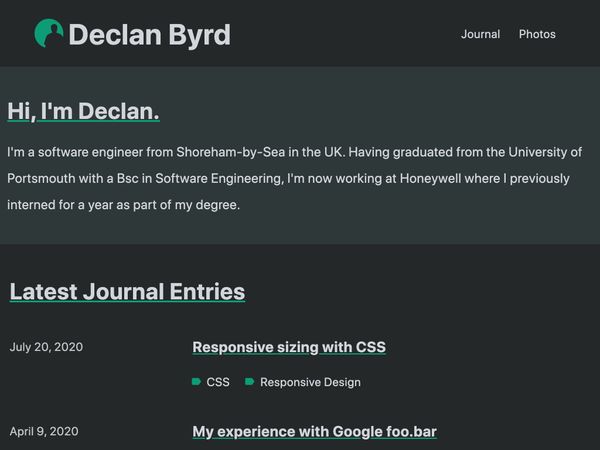 Declan Byrd
Journal Photos
Hi, I'm Declan.
I'm a software engineer from Shoreham-by-Sea in the UK. Having graduated from the University of
Portsmouth with a Bsc in Software Engineering, I'm now working at Honeywell where I previously
interned for a year as part of my degree.
Latest Journal Entries
July 20, 2020
Responsive sizing with CSS
CSS Responsive Design
April 9, 2020
My experience with Google foo.bar